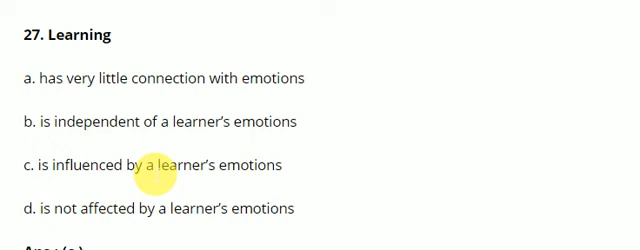 27. Learning
a. has very little connection with emotions
b. is independent of a learner's emotions
c. is influenced by a learner's emotions
d. is not affected by a learner's emotions